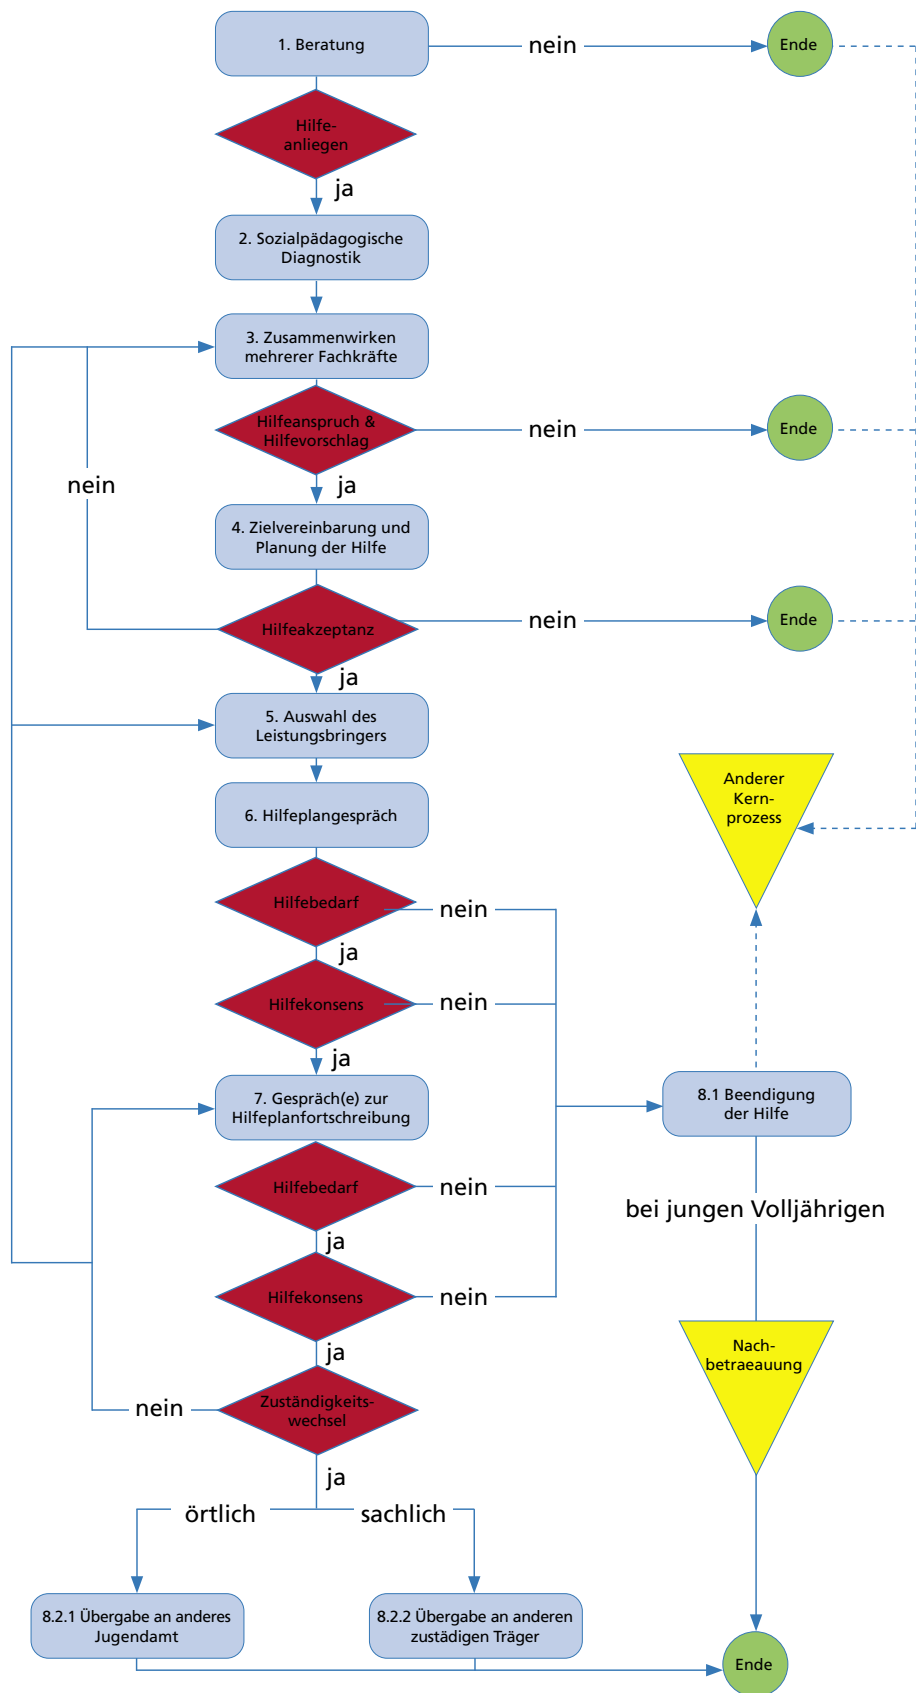 1. Beratung
nein
Ende
Hilfe-
anliegen
ja
2. Sozialpädagogische
Diagnostik
3. Zusammenwirken
mehrerer Fachkräfte
Hilfeanspruch &
Hilfevorschlag
nein
Ende
nein
ja
4. Zielvereinbarung und
Planung der Hilfe
Hilfeakzeptanz
nein
Ende
ja
5. Auswahl des
Leistungsbringers
6. Hilfeplangespräch
Anderer
Kern-
prozess
Hilfebedarf
nein
ja
Hilfekonsens
nein
ja
7. Gespräch(e) zur
Hilfeplanfortschreibung
8.1 Beendigung
der Hilfe
Hilfebedarf
nein
bei jungen Volljährigen
ja
Hilfekonsens
nein
ja
Nach-
betraeauung
Zuständigkeits-
wechsel
nein
ja
örtlich
sachlich
8.2.1 Übergabe an anderes
Jugendamt
8.2.2 Übergabe an anderen
zustädigen Träger
Ende